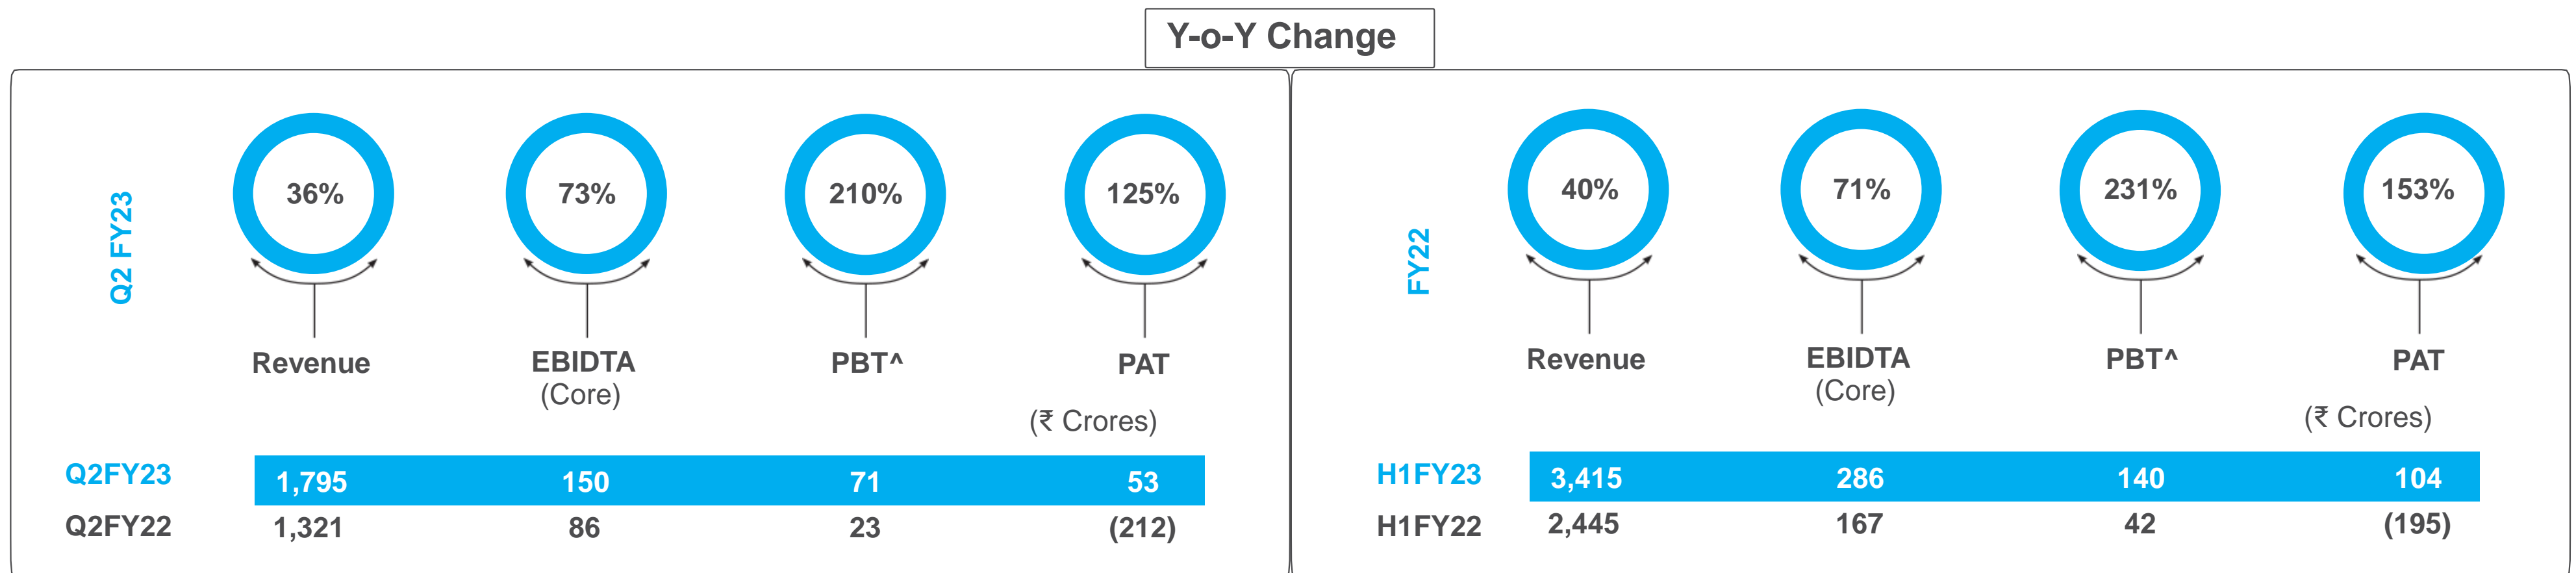 Y-o-Y Change
Q2 FY23
36% 73% 210% 125%
Revenue EBIDTA PBT^ PAT
(Core)
(₹ Crores)
Q2FY23 1,795 150 71 53
Q2FY22 1,321 86 23 (212)
FY22
40% 71% 231% 153%
Revenue EBIDTA PBT^ PAT
(Core)
(₹ Crores)
H1FY23 3,415 286 140 104
H1FY22 2,445 167 42 (195)